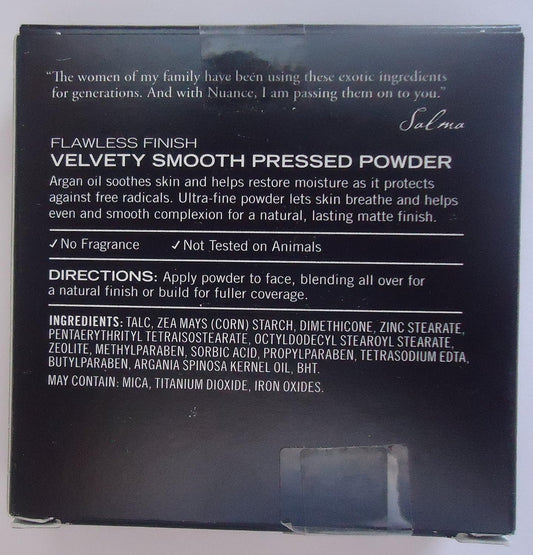 "The women of my family have been using these exotic ingredients
for generations. And with Nuance, I am passing them on to you."
Salma
FLAWLESS FINISH
VELVETY SMOOTH PRESSED POWDER
Argan oil soothes skin and helps restore moisture as it protects
against free radicals. Ultra-fine powder lets skin breathe and helps
even and smooth complexion for a natural, lasting matte finish.
✓ No Fragrance ✓ Not Tested on Animals
DIRECTIONS: Apply powder to face, blending all over for
a natural finish or build for fuller coverage.
INGREDIENTS: TALC, ZEA MAYS (CORN) STARCH, DIMETHICONE, ZINC STEARATE,
PENTAERYTHRITYL TETRAISOSTEARATE, OCTYLDODECYL STEAROYL STEARATE,
ZEOLITE, METHYLPARABEN, SORBIC ACID, PROPYLPARABEN, TETRASODIUM EDTA,
BUTYLPARABEN, ARGANIA SPINOSA KERNEL OIL, BHT.
MAY CONTAIN: MICA, TITANIUM DIOXIDE, IRON OXIDES.